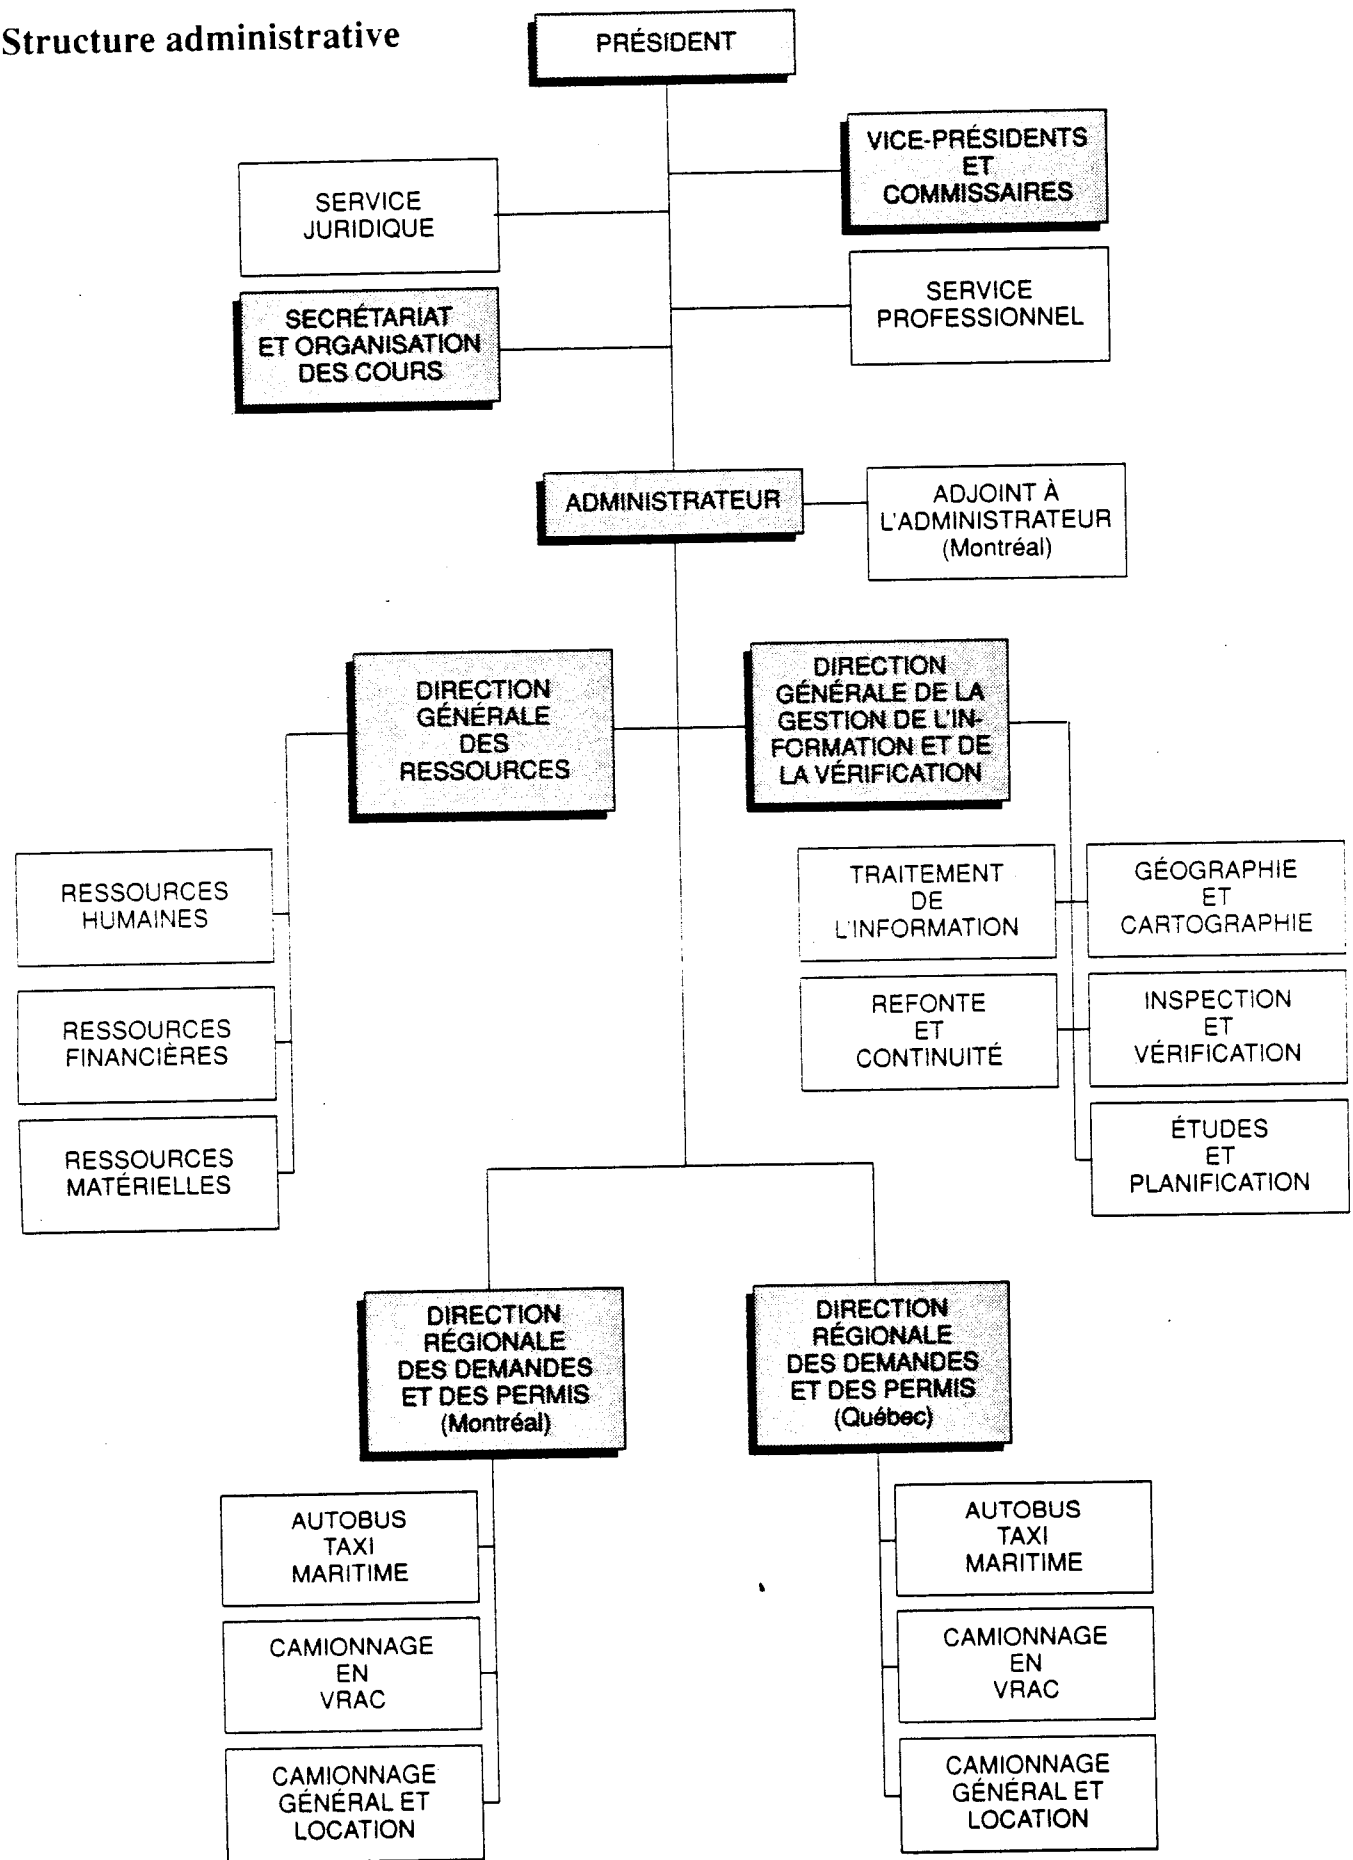 Structure administrative
PRÉSIDENT
VICE-PRÉSIDENTS
ET
COMMISSAIRES
SERVICE
JURIDIQUE
SERVICE
PROFESSIONNEL
SECRÉTARIAT
ET ORGANISATION
DES COURS
ADMINISTRATEUR
ADJOINT À
L'ADMINISTRATEUR
(Montréal)
DIRECTION
GÉNÉRALE
DES
RESSOURCES
DIRECTION
GÉNÉRALE DE LA
GESTION DE L'IN-
FORMATION ET DE
LA VÉRIFICATION
RESSOURCES
HUMAINES
RESSOURCES
FINANCIÈRES
RESSOURCES
MATÉRIELLES
TRAITEMENT
DE
L'INFORMATION
GÉOGRAPHIE
ET
CARTOGRAPHIE
REFONTE
ET
CONTINUITÉ
INSPECTION
ET
VÉRIFICATION
ÉTUDES
ET
PLANIFICATION
DIRECTION
RÉGIONALE
DES DEMANDES
ET DES PERMIS
(Montréal)
DIRECTION
RÉGIONALE
DES DEMANDES
ET DES PERMIS
(Québec)
AUTOBUS
TAXI
MARITIME
CAMIONNAGE
EN
VRAC
CAMIONNAGE
GÉNÉRAL ET
LOCATION
AUTOBUS
TAXI
MARITIME
CAMIONNAGE
EN
VRAC
CAMIONNAGE
GÉNÉRAL ET
LOCATION